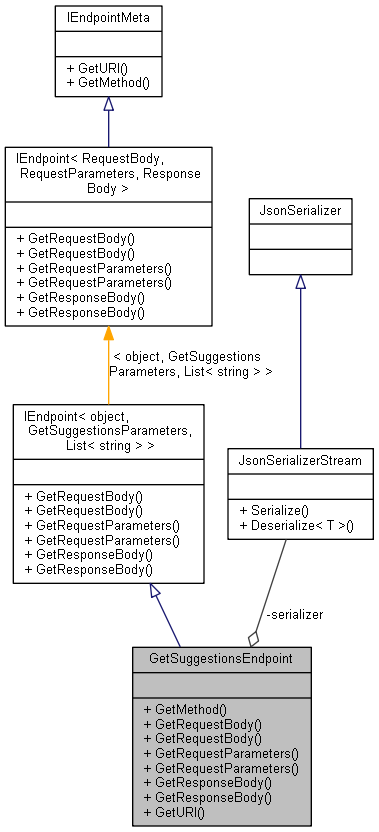 IEndpointMeta
+ GetURI()
+ GetMethod()
IEndpoint< RequestBody,
RequestParameters, Response
Body >
+ GetRequestBody()
+ GetRequestBody()
+ GetRequestParameters()
+ GetRequestParameters()
+ GetResponseBody()
+ GetResponseBody()
JsonSerializer
< object, GetSuggestions
Parameters, List< string > >
IEndpoint< object,
GetSuggestionsParameters,
List< string > >
+ GetRequestBody()
+ GetRequestBody()
+ GetRequestParameters()
+ GetRequestParameters()
+ GetResponseBody()
+ GetResponseBody()
JsonSerializerStream
+ Serialize()
+ Deserialize< T >()
-serializer
GetSuggestionsEndpoint
+ GetMethod()
+ GetRequestBody()
+ GetRequestBody()
+ GetRequestParameters()
+ GetRequestParameters()
+ GetResponseBody()
+ GetResponseBody()
+ GetURI()